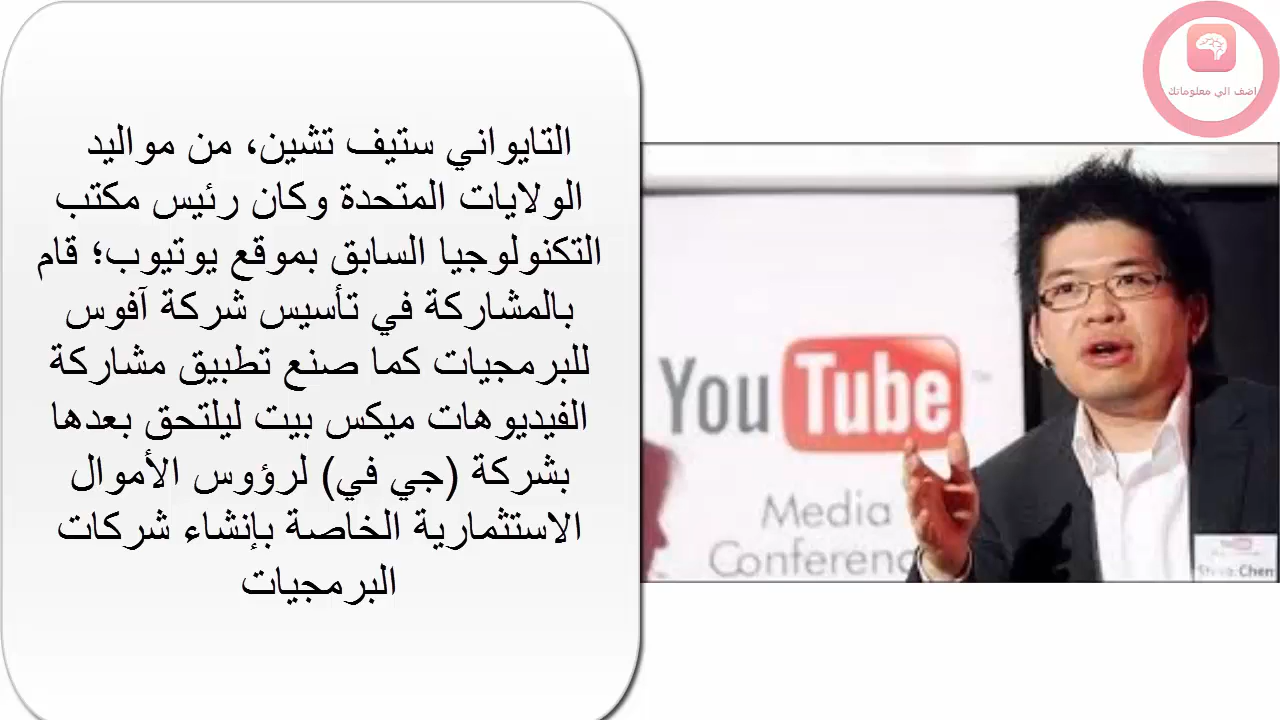 اضف الي معلوماتك
التايواني ستيف تشين، من مواليد
الولايات المتحدة وكان رئيس مكتب
التكنولوجيا السابق بموقع يوتيوب؛ قام
بالمشاركة في تأسيس شركة آفوس
للبرمجيات كما صنع تطبيق مشاركة
الفيديوهات ميكس بيت ليلتحق بعدها
بشركة (جي في) لرؤوس الأموال
الاستثمارية الخاصة بإنشاء شركات
البرمجيات
YouTube
Media
Conferenc
Chen